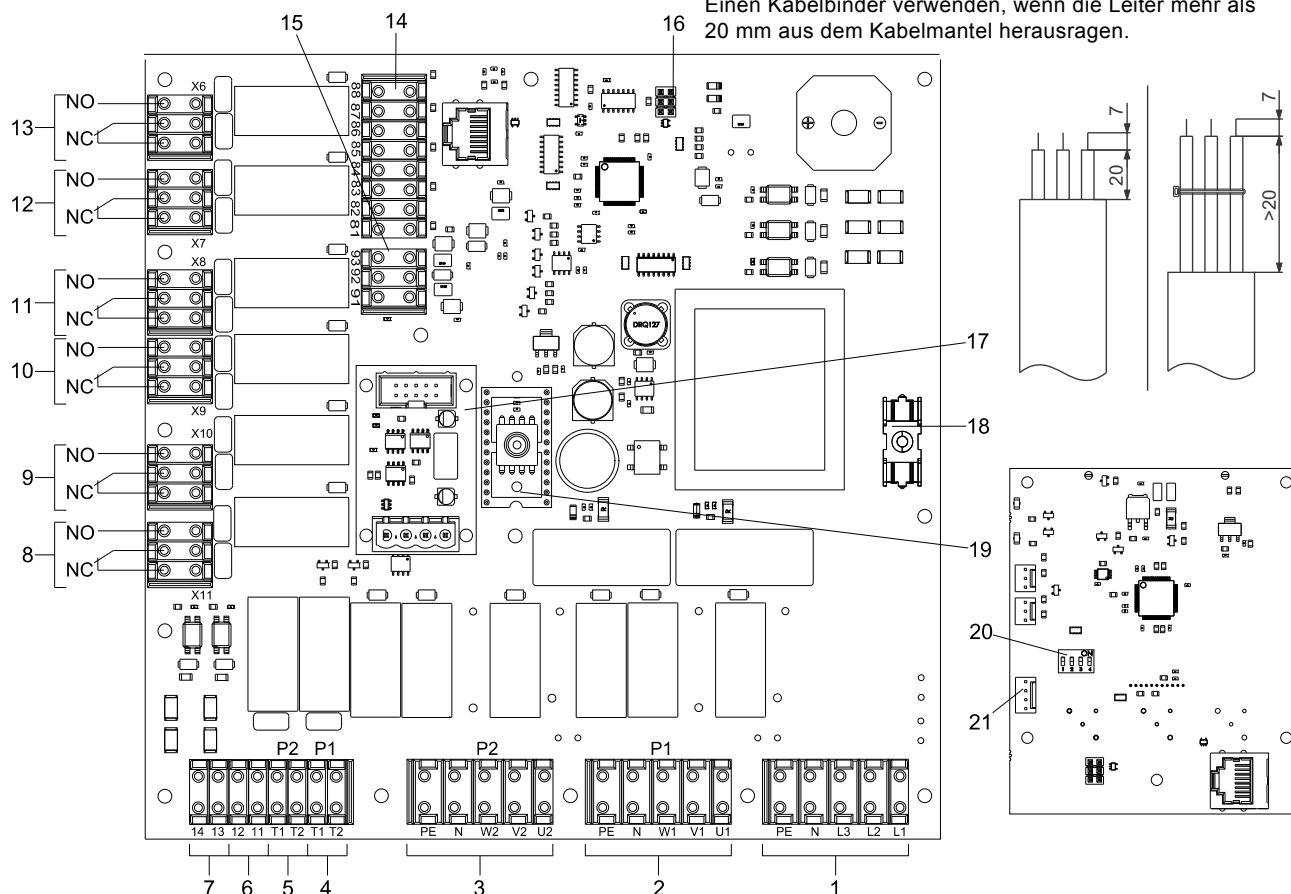 Einen Kabelbinder verwenden, wenn die Leiter mehr als
20 mm aus dem Kabelmantel herausragen.
15 14 16
13 NO NC X6
12 NO NC X7
11 NO NC X8
10 NO NC X9
9 NO NC X10
8 NO NC X11
88 87 86 85 84 83 82 81
93 92 91
DRQ127
7
20
7
>20
17
18
19
20
ON
1 2 3 4
21
P2 P1 P2 P1
14 13 12 11 T1 T2 T1 T2
PE N W2 V2 U2
PE N W1 V1 U1
PE N L3 L2 L1
7 6 5 4 3 2 1